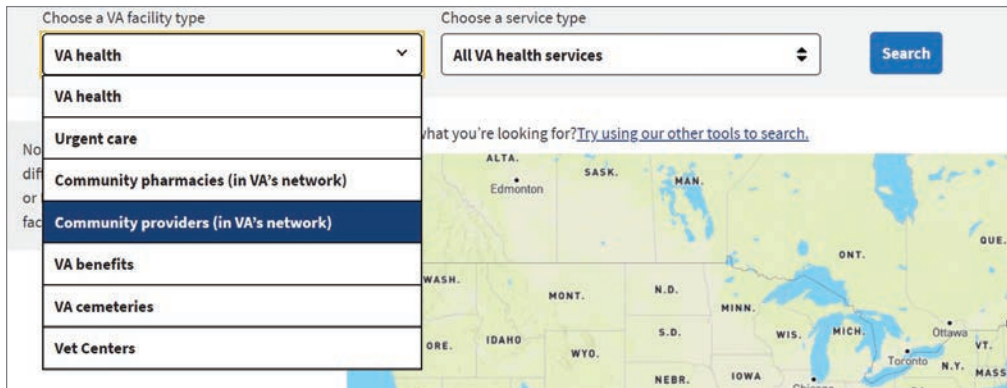 Choose a VA facility type
Choose a service type
VA health
All VA health services
Search
VA health
Urgent care
Community pharmacies (in VA's network)
Community providers (in VA's network)
VA benefits
VA cemeteries
Vet Centers
No
diff
or
fac
hat you're looking for? Try using our other tools to search.
ALTA.
SASK.
MAN.
Edmonton
ONT.
QUE.
WASH.
MONT.
N.D.
MINN.
ORE.
IDAHO
WYO.
S.D.
WIS.
MICH.
Ottawa
Toronto
VT.
N.Y.
MASS
NEBR.
IOWA
Chicago